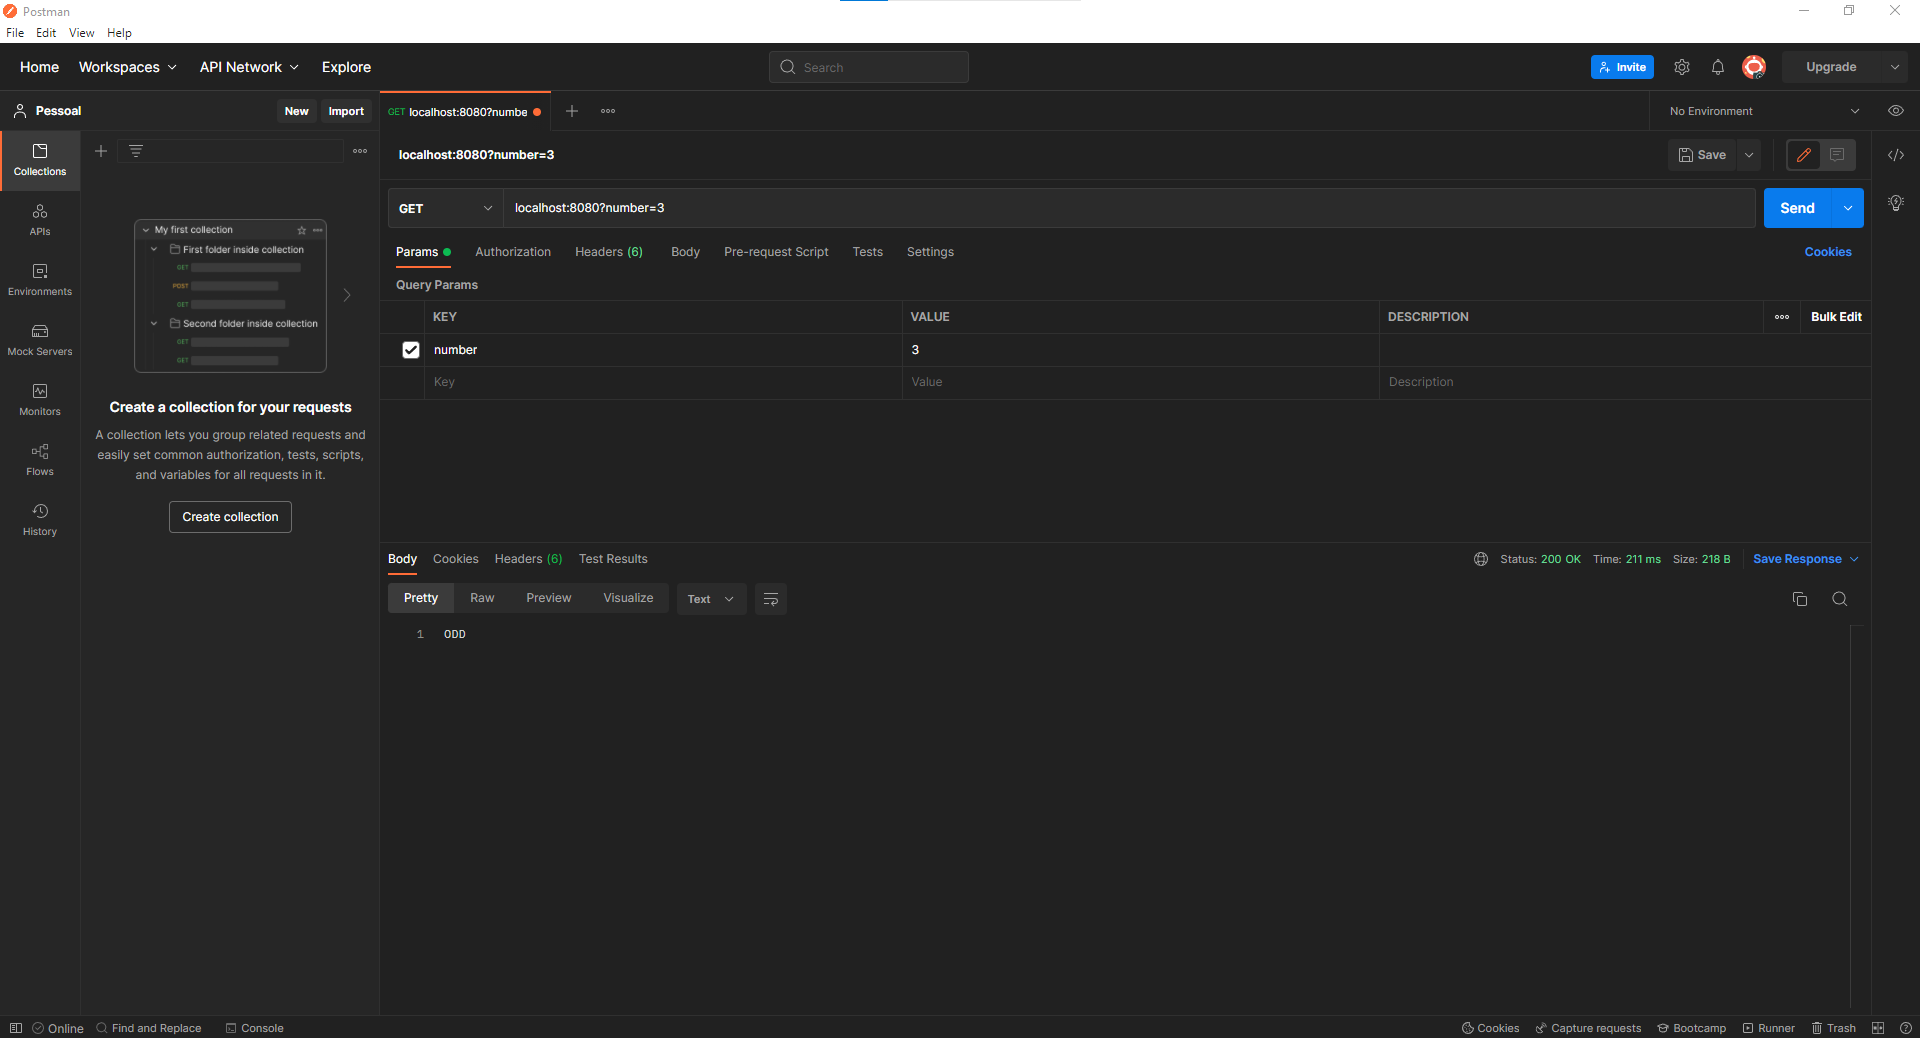 Postman
File Edit View Help
Home Workspaces API Network Explore Search Invite Upgrade
Pessoal New Import GET localhost:8080?numbe No Environment
Collections
APIs
Environments
Mock Servers
Monitors
Flows
History
My first collection
First folder inside collection
GET
POST
GET
Second folder inside collection
GET
GET
Create a collection for your requests
A collection lets you group related requests and
easily set common authorization, tests, scripts,
and variables for all requests in it.
Create collection
localhost:8080?number=3 Save
GET localhost:8080?number=3 Send
Params Authorization Headers (6) Body Pre-request Script Tests Settings Cookies
Query Params
KEY VALUE DESCRIPTION Bulk Edit
number 3
Key Value Description
Body Cookies Headers (6) Test Results Status: 200 OK Time: 211 ms Size: 218 B Save Response
Pretty Raw Preview Visualize Text
1 ODD
Online Find and Replace Console Cookies Capture requests Bootcamp Runner Trash